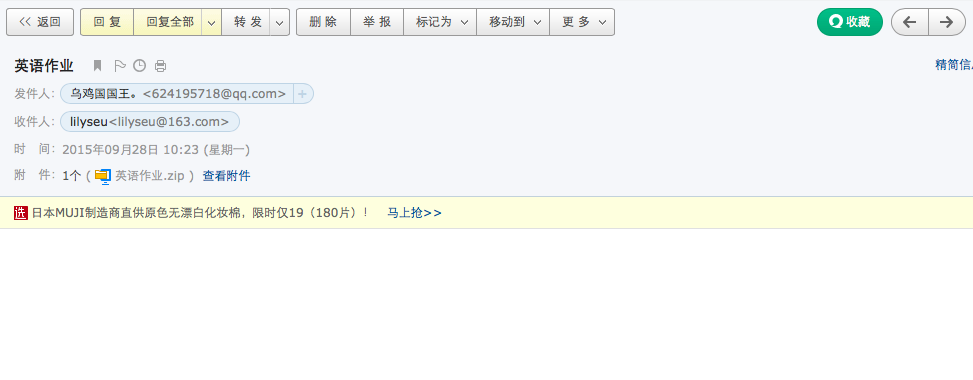 返回 回 复 回复全部 转 发 删 除 举 报 标记为 移动到 更 多 收藏
英语作业
精简信
发件人： 乌鸡国国王。<624195718@qq.com> +
收件人： lilyseu<lilyseu@163.com>
时 间： 2015年09月28日 10:23 (星期一)
附 件： 1个 ( 英语作业.zip ) 查看附件
选 日本MUJI制造商直供原色无漂白化妆棉，限时仅19（180片）！ 马上抢>>